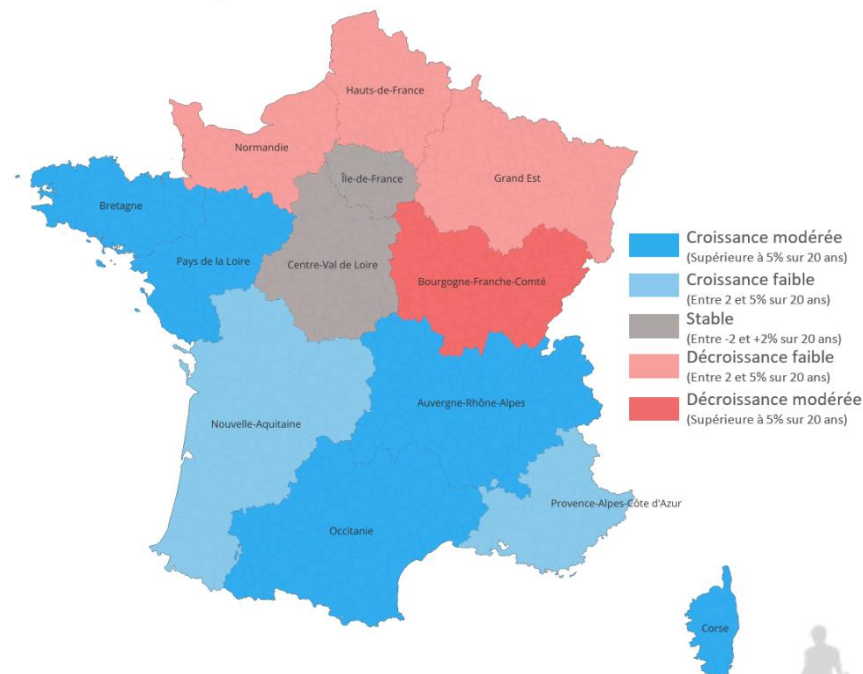 Hauts-de-France
Normandie
Île-de-France
Grand Est
Bretagne
Pays de la Loire
Centre-Val de Loire
Bourgogne-Franche-Comté
Auvergne-Rhône-Alpes
Nouvelle-Aquitaine
Provence-Alpes-Côte d'Azur
Occitanie
Corse
Croissance modérée
(Supérieure à 5% sur 20 ans)
Croissance faible
(Entre 2 et 5% sur 20 ans)
Stable
(Entre -2 et +2% sur 20 ans)
Décroissance faible
(Entre 2 et 5% sur 20 ans)
Décroissance modérée
(Supérieure à 5% sur 20 ans)